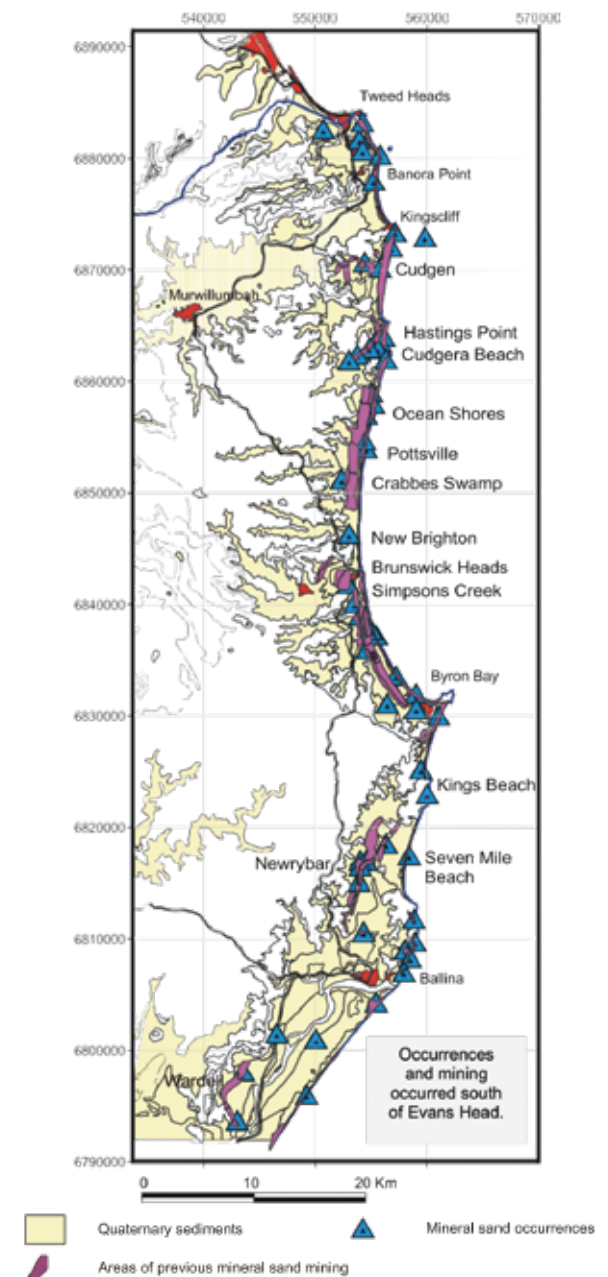 540000 550000 560000 570000
6890000
Tweed Heads
6880000
Banora Point
Kingscliff
6870000
Cudgen
Murwillumbah
Hastings Point
Cudgera Beach
6860000
Ocean Shores
Pottsville
6850000
Crabbes Swamp
New Brighton
Brunswick Heads
6840000
Simpsons Creek
Byron Bay
6830000
Kings Beach
6820000
Newrybar
Seven Mile
Beach
6810000
Ballina
6800000
Occurrences
and mining
occurred south
of Evans Head.
Wardell
6790000
0 10 20 Km
Quaternary sediments
Mineral sand occurrences
Areas of previous mineral sand mining